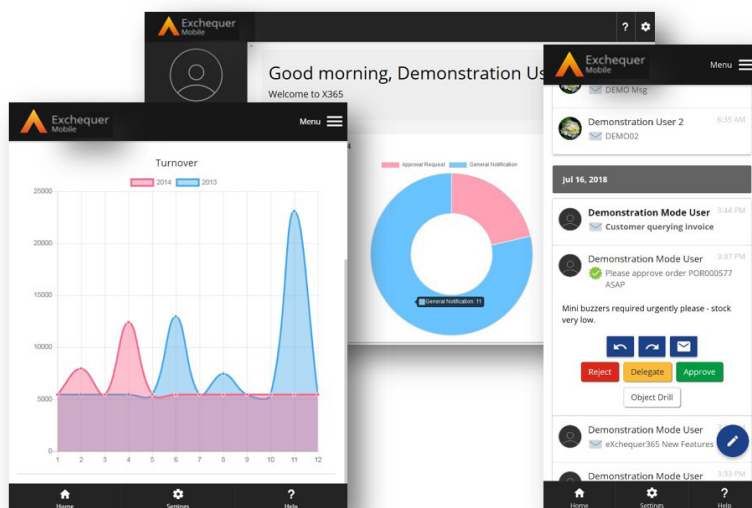 Exchequer
Mobile
?
Good morning, Demonstration Us
Welcome to X365
Approval Request
General Notification
General Notification: 11
Exchequer
Mobile
Menu
Turnover
2014
2013
25000
20000
15000
10000
5000
0
1 2 3 4 5 6 7 8 9 10 11 12
Home
Settings
?
Help
Exchequer
Mobile
Menu
DEMO Msg
Demonstration User 2
6:35 AM
DEMO02
Jul 16, 2018
Demonstration Mode User
3:44 PM
Customer querying invoice
Demonstration Mode User
3:37 PM
Please approve order POR000577
ASAP
Mini buzzers required urgently please - stock
very low.
Reject
Delegate
Approve
Object Drill
Demonstration Mode User
eXchequer365 New Features
Demonstration Mode User
3:33 PM
Home
Settings
?
Help